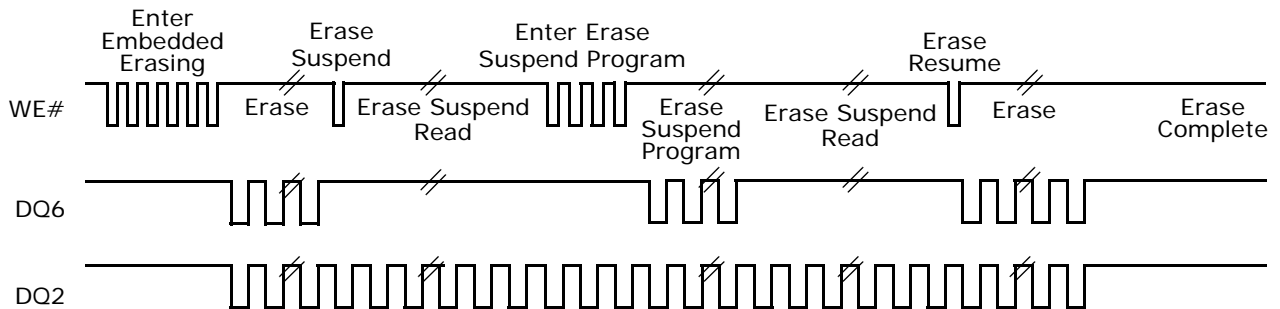 Enter
Embedded
Erasing
Erase
Suspend
Enter Erase
Suspend Program
Erase
Resume
WE#
Erase
Erase Suspend
Read
Erase
Suspend
Program
Erase Suspend
Read
Erase
Erase
Complete
DQ6
DQ2